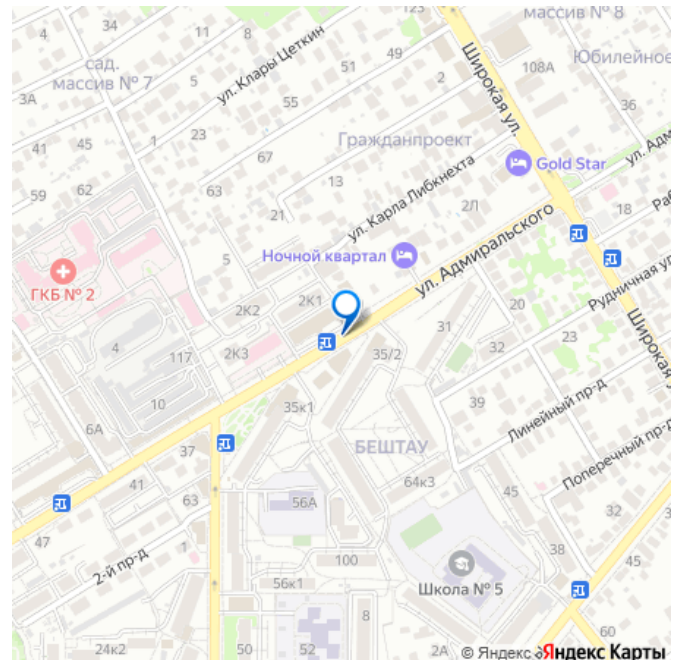 массив № 8
4
34
11
8
49
сад.
массив № 7
3А
ул. Клары Цеткин
51
2
Широкая ул.
108А
Юбилейное
55
36
45
41
1
23
Гражданпроект
67
62
59
63
13
21
ул. Карла Либкнехта
Gold Star
ул. Адм
2Л
18
Раб
5
ГКБ № 2
Ночной квартал
ул. Адмиральского
2К2
2К1
20
Рудничная ул
4
117
2К3
31
23
32
35/2
Широкая
10
35к1
39
6А
37
БЕШТАУ
Линейный пр-д
Поперечный пр-д
41
63
64к3
45
47
56А
32
2-й пр-д
1
100
38
56к1
Школа № 5
45
8
60
24к2
50
52
2А
© Яндекс
Яндекс Карты